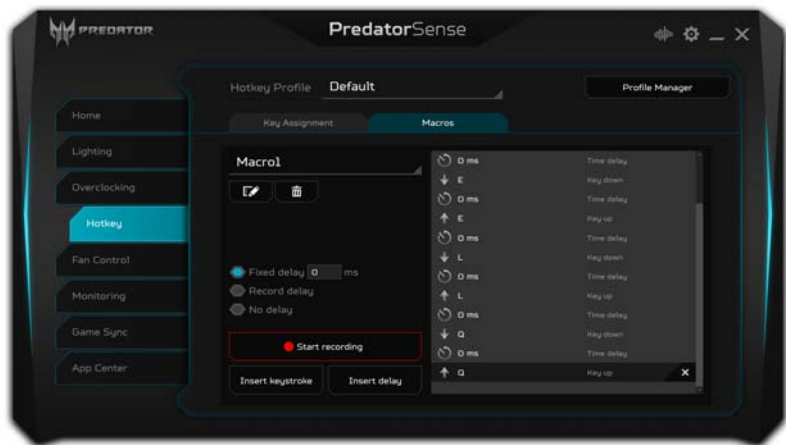 PREDATOR
PredatorSense
Hotkey Profile Default
Profile Manager
Key Assignment
Macros
Home
Lighting
Overclocking
Hotkey
Fan Control
Monitoring
Game Sync
App Center
Macro1
Fixed delay 0 ms
Record delay
No delay
Start recording
Insert keystroke
Insert delay
0 ms Time delay
E Key down
0 ms Time delay
E Key up
0 ms Time delay
L Key down
0 ms Time delay
L Key up
0 ms Time delay
Q Key down
0 ms Time delay
Q Key up